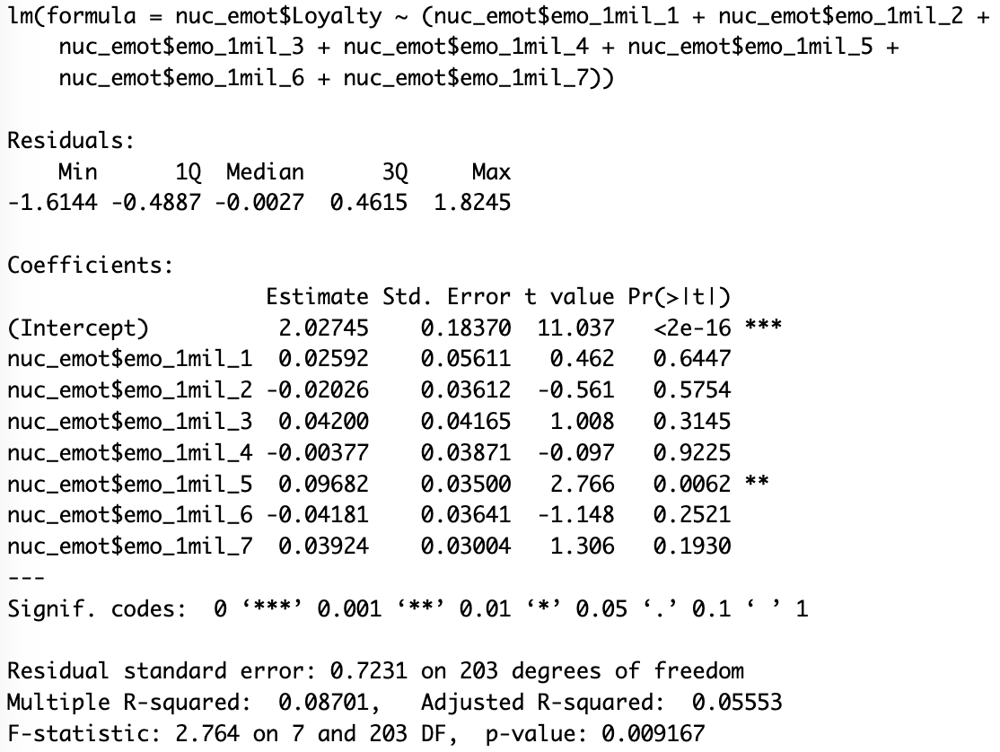 lm(formula = nuc_emot$Loyalty ~ (nuc_emot$emo_1mil_1 + nuc_emot$emo_1mil_2 +
    nuc_emot$emo_1mil_3 + nuc_emot$emo_1mil_4 + nuc_emot$emo_1mil_5 +
    nuc_emot$emo_1mil_6 + nuc_emot$emo_1mil_7))

Residuals:
    Min      1Q  Median      3Q     Max
-1.6144 -0.4887 -0.0027  0.4615  1.8245

Coefficients:
                    Estimate Std. Error t value Pr(>|t|)
(Intercept)          2.02745    0.18370  11.037   <2e-16 ***
nuc_emot$emo_1mil_1  0.02592    0.05611   0.462   0.6447
nuc_emot$emo_1mil_2 -0.02026    0.03612  -0.561   0.5754
nuc_emot$emo_1mil_3  0.04200    0.04165   1.008   0.3145
nuc_emot$emo_1mil_4 -0.00377    0.03871  -0.097   0.9225
nuc_emot$emo_1mil_5  0.09682    0.03500   2.766   0.0062 **
nuc_emot$emo_1mil_6 -0.04181    0.03641  -1.148   0.2521
nuc_emot$emo_1mil_7  0.03924    0.03004   1.306   0.1930
---
Signif. codes:  0 ‘***’ 0.001 ‘**’ 0.01 ‘*’ 0.05 ‘.’ 0.1 ‘ ’ 1

Residual standard error: 0.7231 on 203 degrees of freedom
Multiple R-squared:  0.08701,	Adjusted R-squared:  0.05553
F-statistic: 2.764 on 7 and 203 DF,  p-value: 0.009167